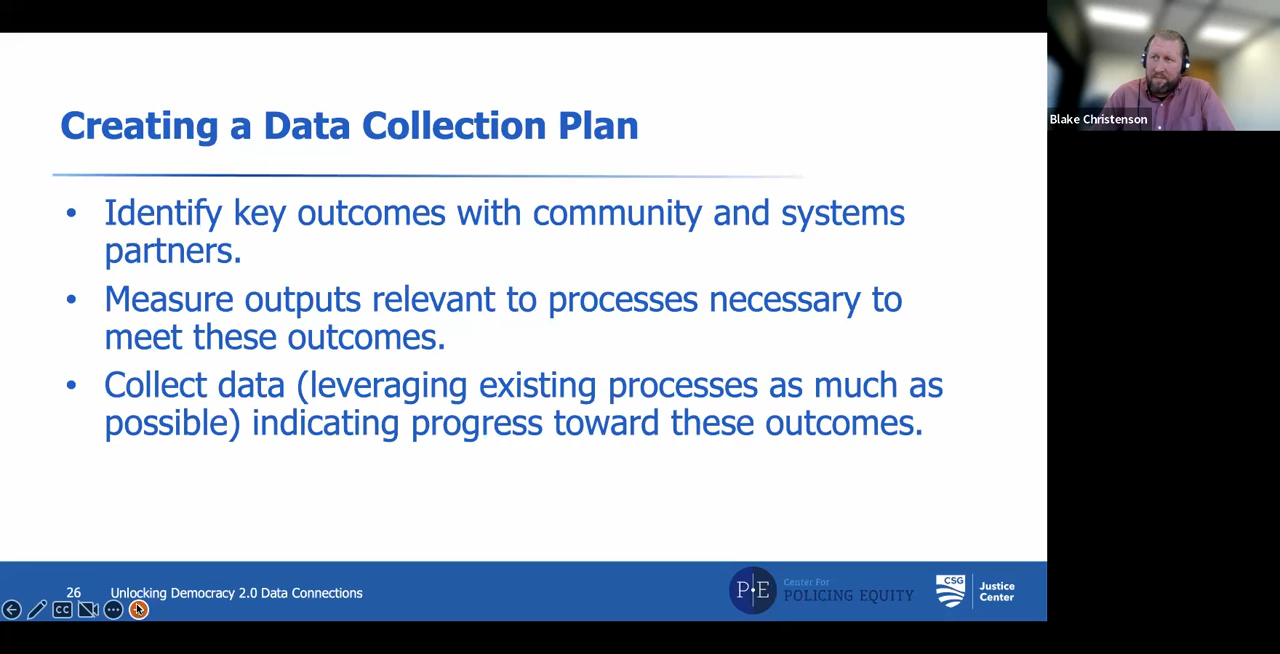 Creating a Data Collection Plan
• Identify key outcomes with community and systems
partners.
• Measure outputs relevant to processes necessary to
meet these outcomes.
• Collect data (leveraging existing processes as much as
possible) indicating progress toward these outcomes.
Blake Christenson
26 Unlocking Democracy 2.0 Data Connections
CC
P E
Center For
POLICING EQUITY
CSG
Justice
Center